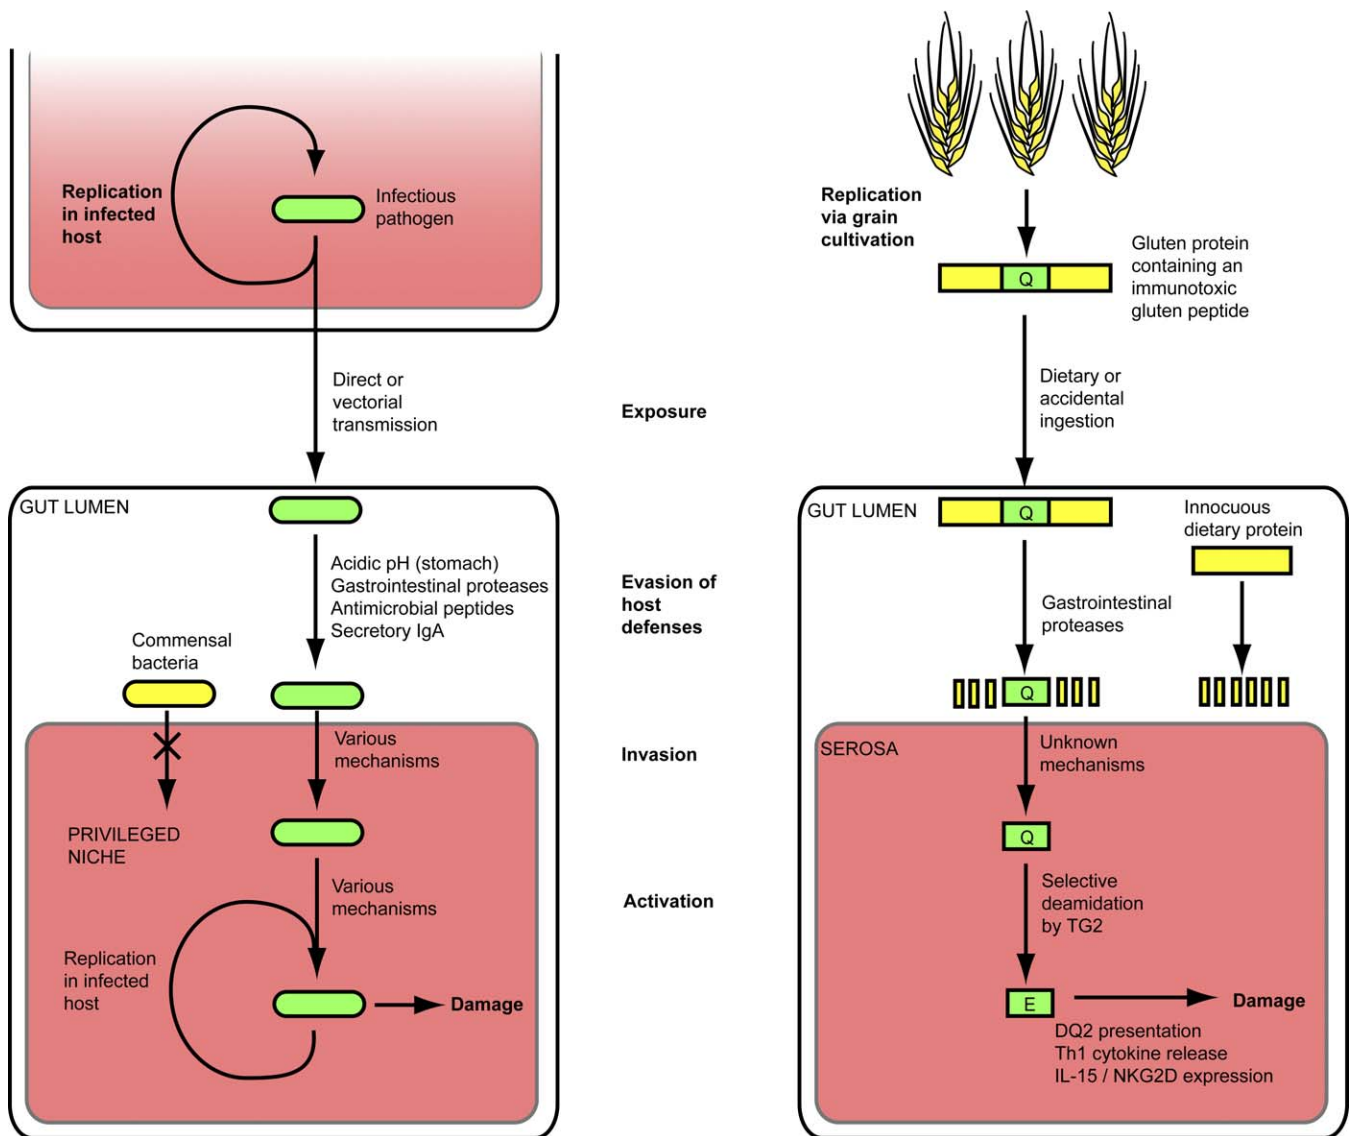 Replication
in infected
host
Infectious
pathogen
Direct or
vectorial
transmission
GUT LUMEN
Acidic pH (stomach)
Gastrointestinal proteases
Antimicrobial peptides
Secretory IgA
Commensal
bacteria
Various
mechanisms
PRIVILEGED
NICHE
Various
mechanisms
Replication
in infected
host
Damage
Exposure
Evasion of
host
defenses
Invasion
Activation
Replication
via grain
cultivation
Q
Gluten protein
containing an
immunotoxic
gluten peptide
Dietary or
accidental
ingestion
GUT LUMEN
Q
Innocuous
dietary protein
Gastrointestinal
proteases
Q
SEROSA
Unknown
mechanisms
Q
Selective
deamidation
by TG2
E
Damage
DQ2 presentation
Th1 cytokine release
IL-15 / NKG2D expression